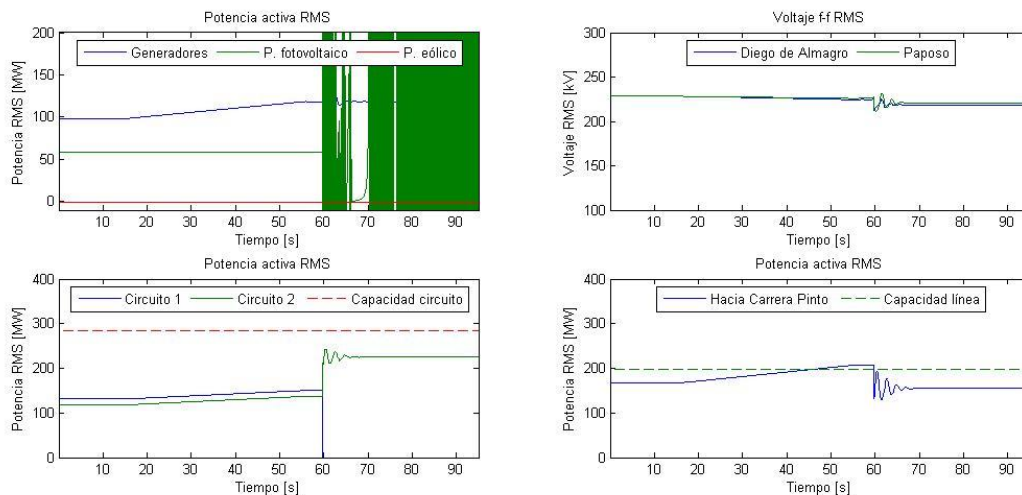 Potencia activa RMS
Potencia RMS [MW]
200
150
100
50
0
Generadores P. fotovoltaico P. eólico
10 20 30 40 50 60 70 80 90
Tiempo [s]
Voltaje f-f RMS
Voltaje RMS [kV]
300
250
200
150
100
Diego de Almagro Paposo
10 20 30 40 50 60 70 80 90
Tiempo [s]
Potencia activa RMS
Potencia RMS [MW]
400
300
200
100
0
Circuito 1 Circuito 2 Capacidad circuito
10 20 30 40 50 60 70 80 90
Tiempo [s]
Potencia activa RMS
Potencia RMS [MW]
400
300
200
100
0
Hacia Carrera Pinto Capacidad línea
10 20 30 40 50 60 70 80 90
Tiempo [s]